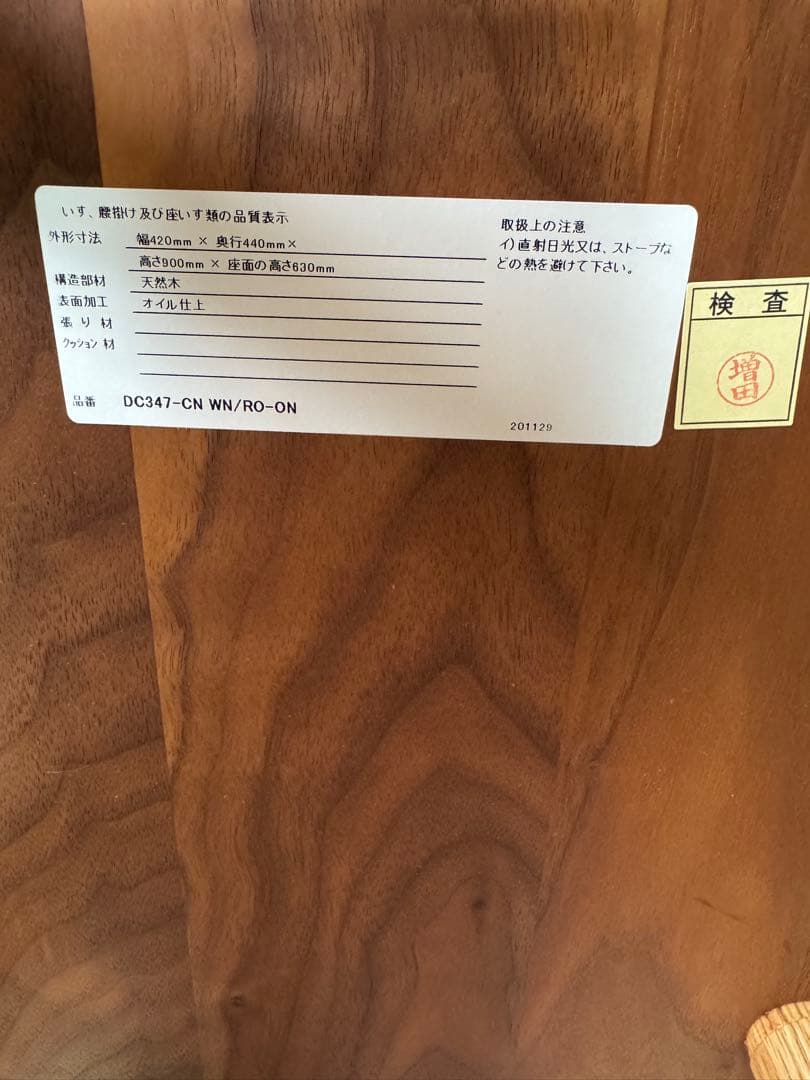 いす、腰掛け及び座いす類の品質表示
外形寸法 幅420mm × 奥行440mm×
高さ900mm × 座面の高さ630mm
構造部材 天然木
表面加工 オイル仕上
張り材
クッション材
品番 DC347-CN WN/RO-ON
取扱上の注意
イ)直射日光又は、ストーブな
どの熱を避けて下さい。
201129
検査
増田